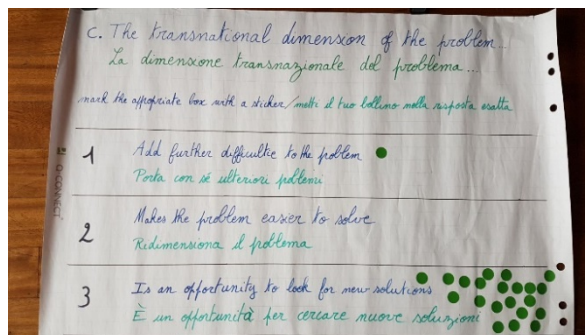 C. The transnational dimension of the problem...
La dimensione transnazionale del problema...
mark the appropriate box with a sticker/metti il tuo bollino nella risposta esatta
1 Add further difficultie to the problem
Porta con sé ulteriori problemi
2 Makes the problem easier to solve
Ridimensiona il problema
3 Is an opportunity to look for new solutions
È un opportunità per cercare nuove soluzioni
Q-CONNECT